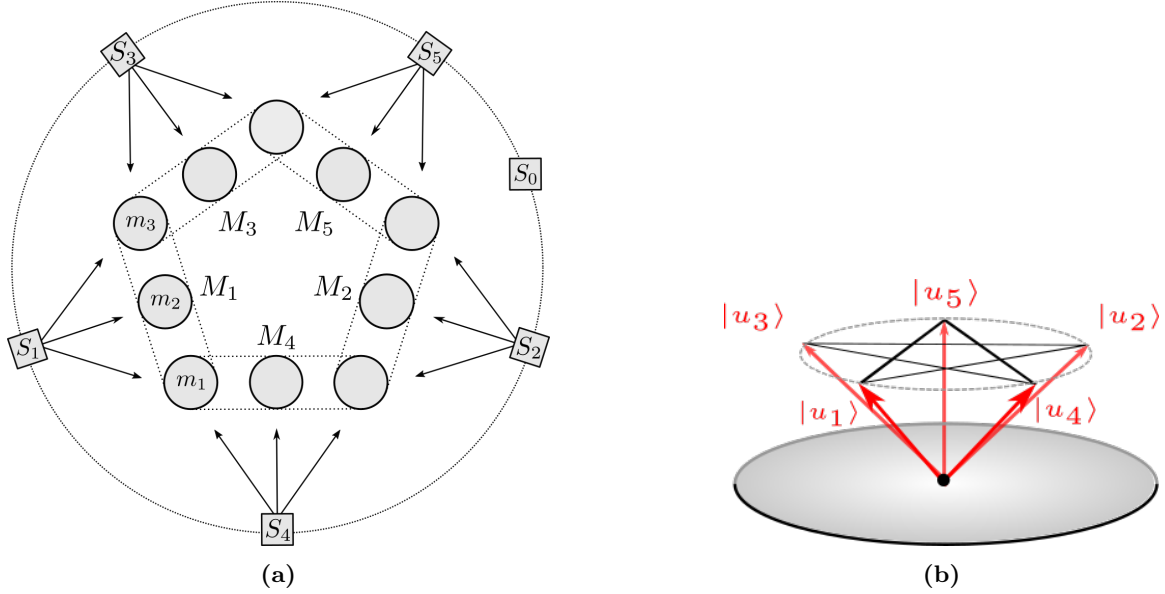 S₃
S₅
S₀
m₃
M₃
M₅
m₂
M₁
M₂
S₁
S₂
M₄
m₁
S₄
(a)
|u₃⟩
|u₅⟩
|u₂⟩
|u₁⟩
|u₄⟩
(b)